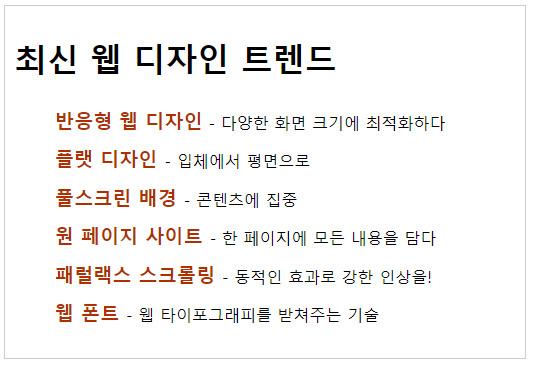 최신 웹 디자인 트렌드
반응형 웹 디자인 - 다양한 화면 크기에 최적화하다
플랫 디자인 - 입체에서 평면으로
풀스크린 배경 - 콘텐츠에 집중
원 페이지 사이트 - 한 페이지에 모든 내용을 담다
패럴랙스 스크롤링 - 동적인 효과로 강한 인상을!
웹 폰트 - 웹 타이포그래피를 받쳐주는 기술